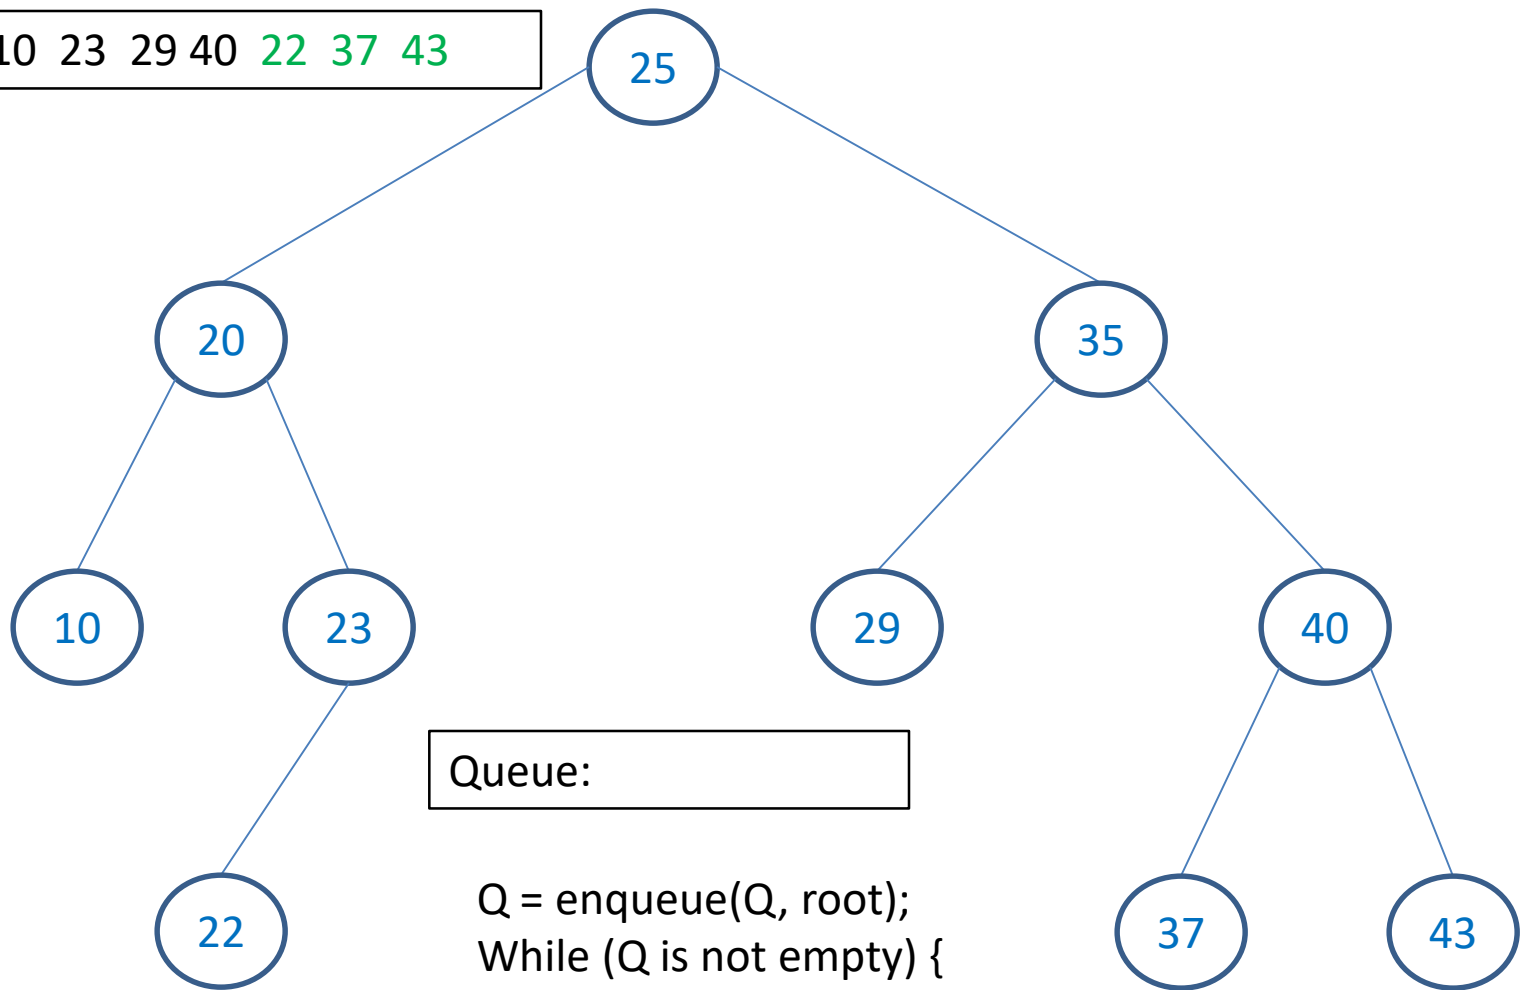 10 23 29 40 22 37 43
25
20
35
10
23
29
40
Queue:
22
37
43
Q = enqueue(Q, root);
While (Q is not empty) {